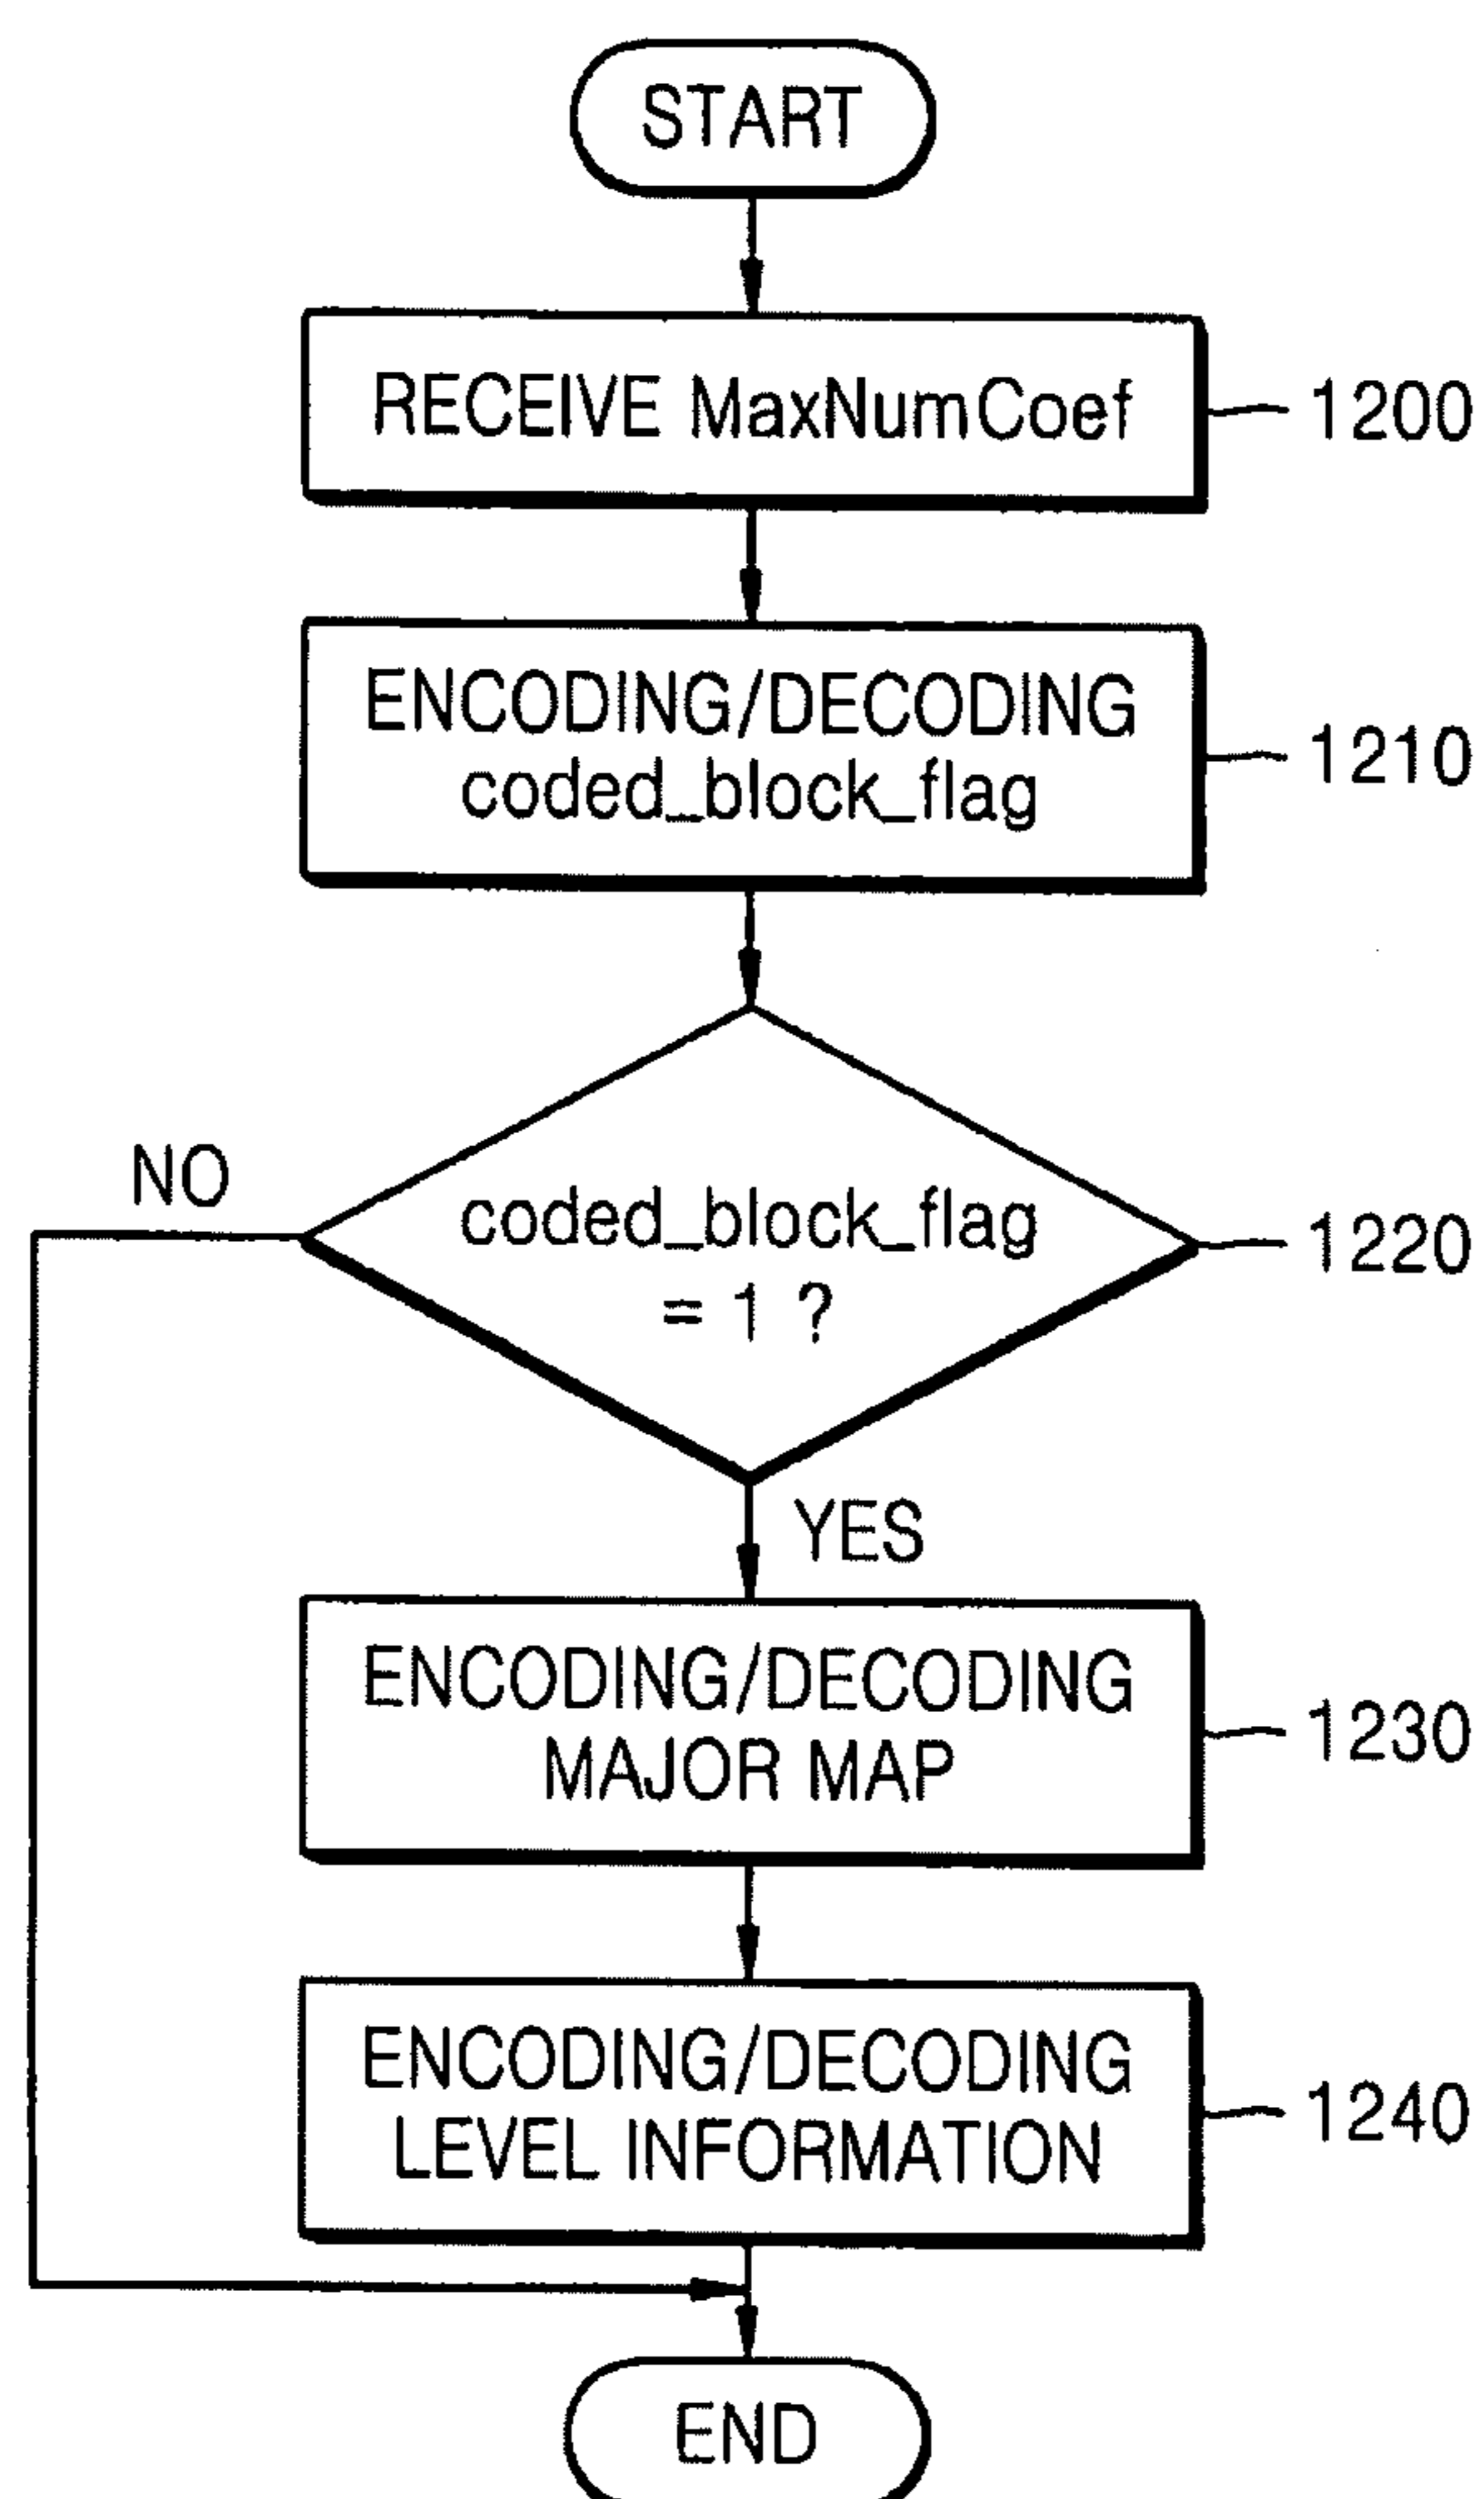 START
RECEIVE MaxNumCoef
1200
ENCODING/DECODING
coded_block_flag
1210
NO
coded_block_flag
= 1 ?
1220
YES
ENCODING/DECODING
MAJOR MAP
1230
ENCODING/DECODING
LEVEL INFORMATION
1240
END